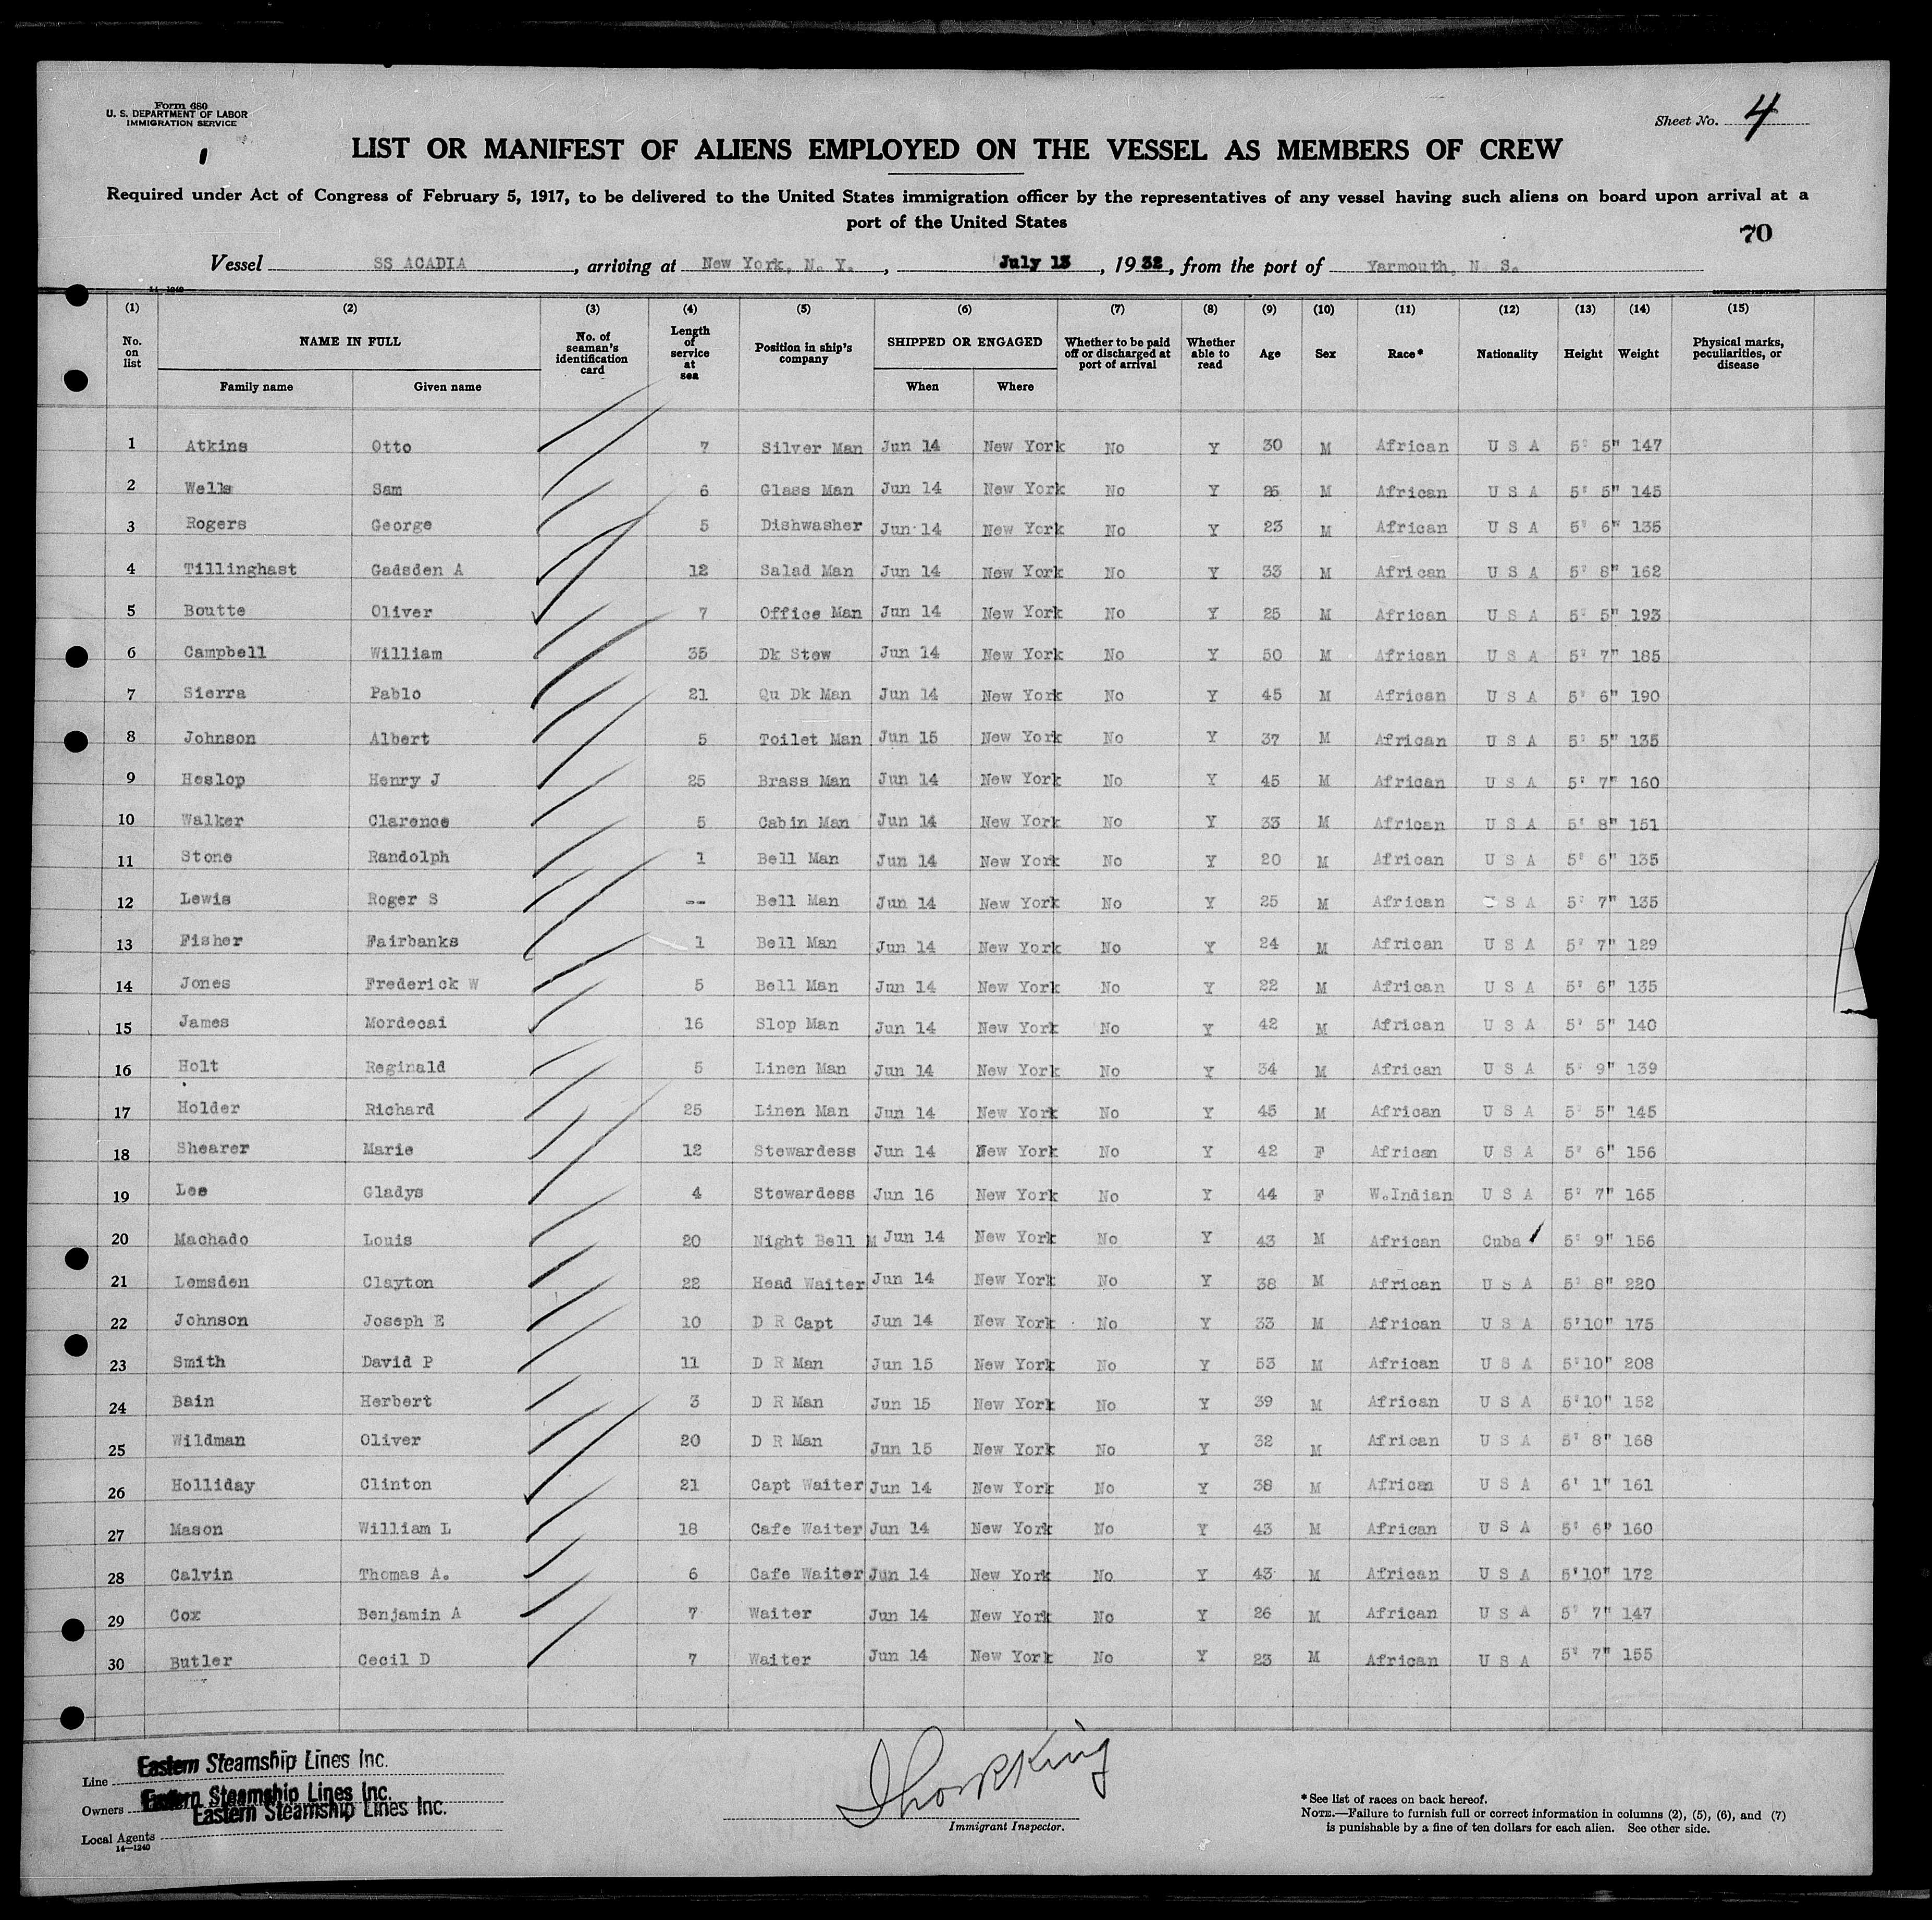 Form 680
U. S. DEPARTMENT OF LABOR
IMMIGRATION SERVICE
Sheet No. 4
LIST OR MANIFEST OF ALIENS EMPLOYED ON THE VESSEL AS MEMBERS OF CREW
Required under Act of Congress of February 5, 1917, to be delivered to the United States immigration officer by the representatives of any vessel having such aliens on board upon arrival at a
port of the United States
70
Vessel SS ACADIA, arriving at New York, N. Y., July 13, 1932, from the port of Yarmouth, N. S.
14—1240
(1) (2) (3) (4) (5) (6) (7) (8) (9) (10) (11) (12) (13) (14) (15)
No. on list NAME IN FULL No. of seaman's identification card Length of service at sea Position in ship's company SHIPPED OR ENGAGED Whether to be paid off or discharged at port of arrival Whether able to read Age Sex Race* Nationality Height Weight Physical marks, peculiarities, or disease
Family name Given name When Where
1 Atkins Otto 7 Silver Man Jun 14 New York No Y 30 M African U S A 5' 5" 147
2 Wells Sam 6 Glass Man Jun 14 New York No Y 25 M African U S A 5' 5" 145
3 Rogers George 5 Dishwasher Jun 14 New York No Y 23 M African U S A 5' 6" 135
4 Tillinghast Gadsden A 12 Salad Man Jun 14 New York No Y 33 M African U S A 5' 8" 162
5 Boutte Oliver 7 Office Man Jun 14 New York No Y 25 M African U S A 5' 5" 193
6 Campbell William 35 Dk Stew Jun 14 New York No Y 50 M African U S A 5' 7" 185
7 Sierra Pablo 21 Qu Dk Man Jun 14 New York No Y 45 M African U S A 5' 6" 190
8 Johnson Albert 5 Toilet Man Jun 15 New York No Y 37 M African U S A 5' 5" 135
9 Heslop Henry J 25 Brass Man Jun 14 New York No Y 45 M African U S A 5' 7" 160
10 Walker Clarence 5 Cabin Man Jun 14 New York No Y 33 M African U S A 5' 8" 151
11 Stone Randolph 1 Bell Man Jun 14 New York No Y 20 M African U S A 5' 6" 135
12 Lewis Roger S -- Bell Man Jun 14 New York No Y 25 M African U S A 5' 7" 135
13 Fisher Fairbanks 1 Bell Man Jun 14 New York No Y 24 M African U S A 5' 7" 129
14 Jones Frederick W 5 Bell Man Jun 14 New York No Y 22 M African U S A 5' 6" 135
15 James Mordecai 16 Slop Man Jun 14 New York No Y 42 M African U S A 5' 5" 140
16 Holt Reginald 5 Linen Man Jun 14 New York No Y 34 M African U S A 5' 9" 139
17 Holder Richard 25 Linen Man Jun 14 New York No Y 45 M African U S A 5' 5" 145
18 Shearer Marie 12 Stewardess Jun 14 New York No Y 42 F African U S A 5' 6" 156
19 Lee Gladys 4 Stewardess Jun 16 New York No Y 44 F W.Indian U S A 5' 7" 165
20 Machado Louis 20 Night Bell M Jun 14 New York No Y 43 M African Cuba 5' 9" 156
21 Lemsden Clayton 22 Head Waiter Jun 14 New York No Y 38 M African U S A 5' 8" 220
22 Johnson Joseph E 10 D R Capt Jun 14 New York No Y 33 M African U S A 5'10" 175
23 Smith David P 11 D R Man Jun 15 New York No Y 53 M African U S A 5'10" 208
24 Bain Herbert 3 D R Man Jun 15 New York No Y 39 M African U S A 5'10" 152
25 Wildman Oliver 20 D R Man Jun 15 New York No Y 32 M African U S A 5' 8" 168
26 Holliday Clinton 21 Capt Waiter Jun 14 New York No Y 38 M African U S A 6' 1" 161
27 Mason William L 18 Cafe Waiter Jun 14 New York No Y 43 M African U S A 5' 6" 160
28 Calvin Thomas A. 6 Cafe Waiter Jun 14 New York No Y 43 M African U S A 5'10" 172
29 Cox Benjamin A 7 Waiter Jun 14 New York No Y 26 M African U S A 5' 7" 147
30 Butler Cecil D 7 Waiter Jun 14 New York No Y 23 M African U S A 5' 7" 155
Line Eastern Steamship Lines Inc.
Owners Eastern Steamship Lines Inc.
Local Agents Eastern Steamship Lines Inc.
14—1240
Immigrant Inspector.
*See list of races on back hereof.
NOTE.—Failure to furnish full or correct information in columns (2), (5), (6), and (7)
is punishable by a fine of ten dollars for each alien. See other side.